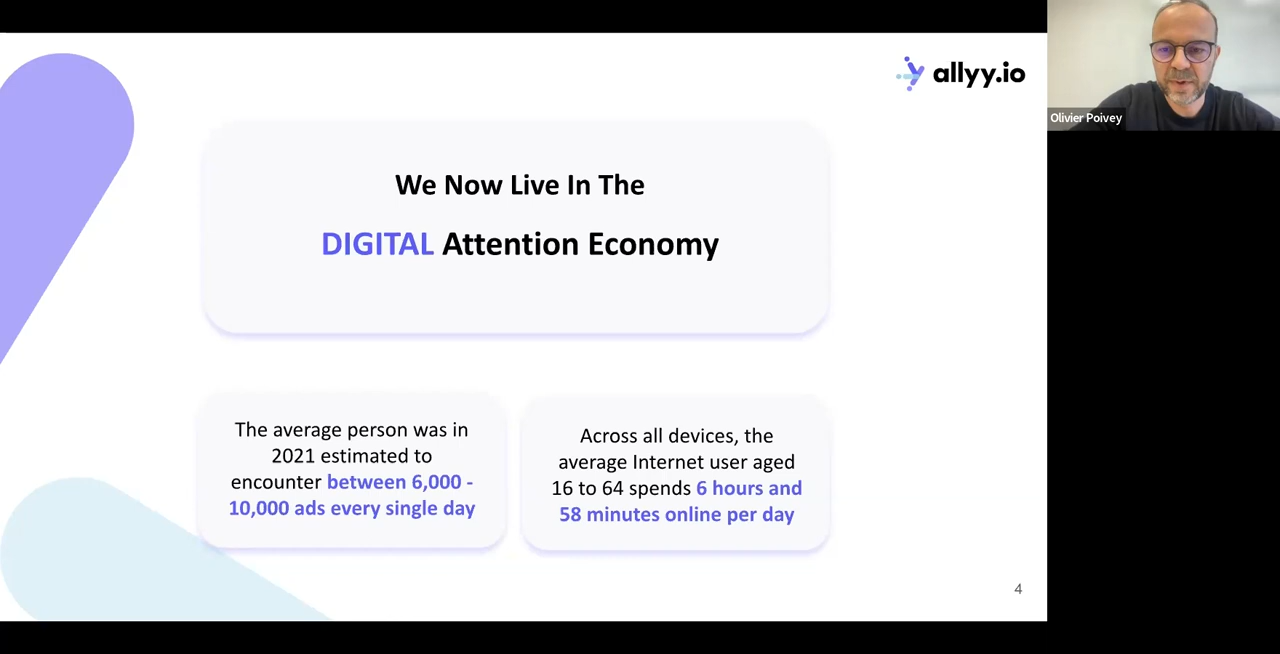 allyy.io
Olivier Poivey
We Now Live In The
DIGITAL Attention Economy
The average person was in
2021 estimated to
encounter between 6,000 -
10,000 ads every single day
Across all devices, the
average Internet user aged
16 to 64 spends 6 hours and
58 minutes online per day
4